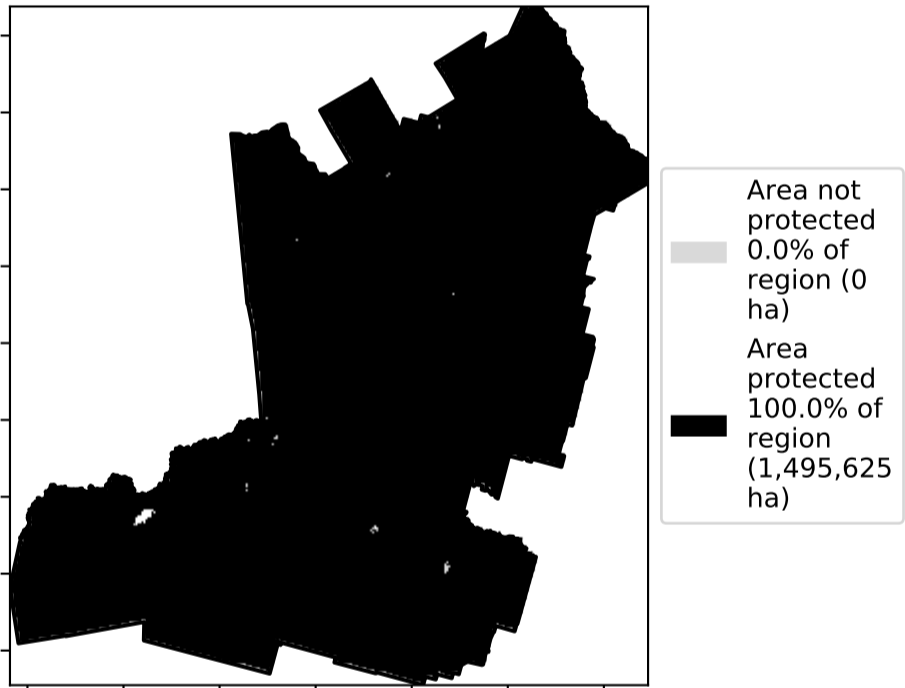 Area not
protected
0.0% of
region (0
ha)
Area
protected
100.0% of
region
(1,495,625
ha)